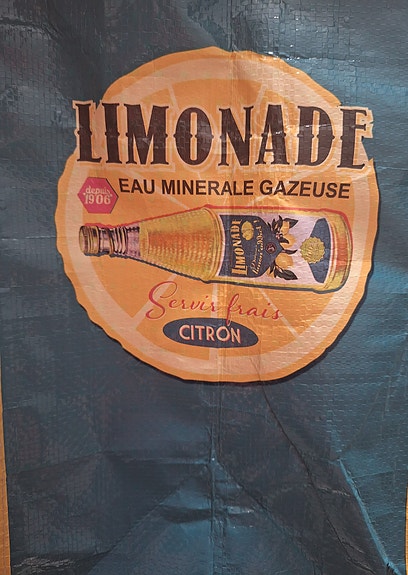 LIMONADE
depuis
1906
EAU MINERALE GAZEUSE
LIMONADE
Servir frais
CITRON